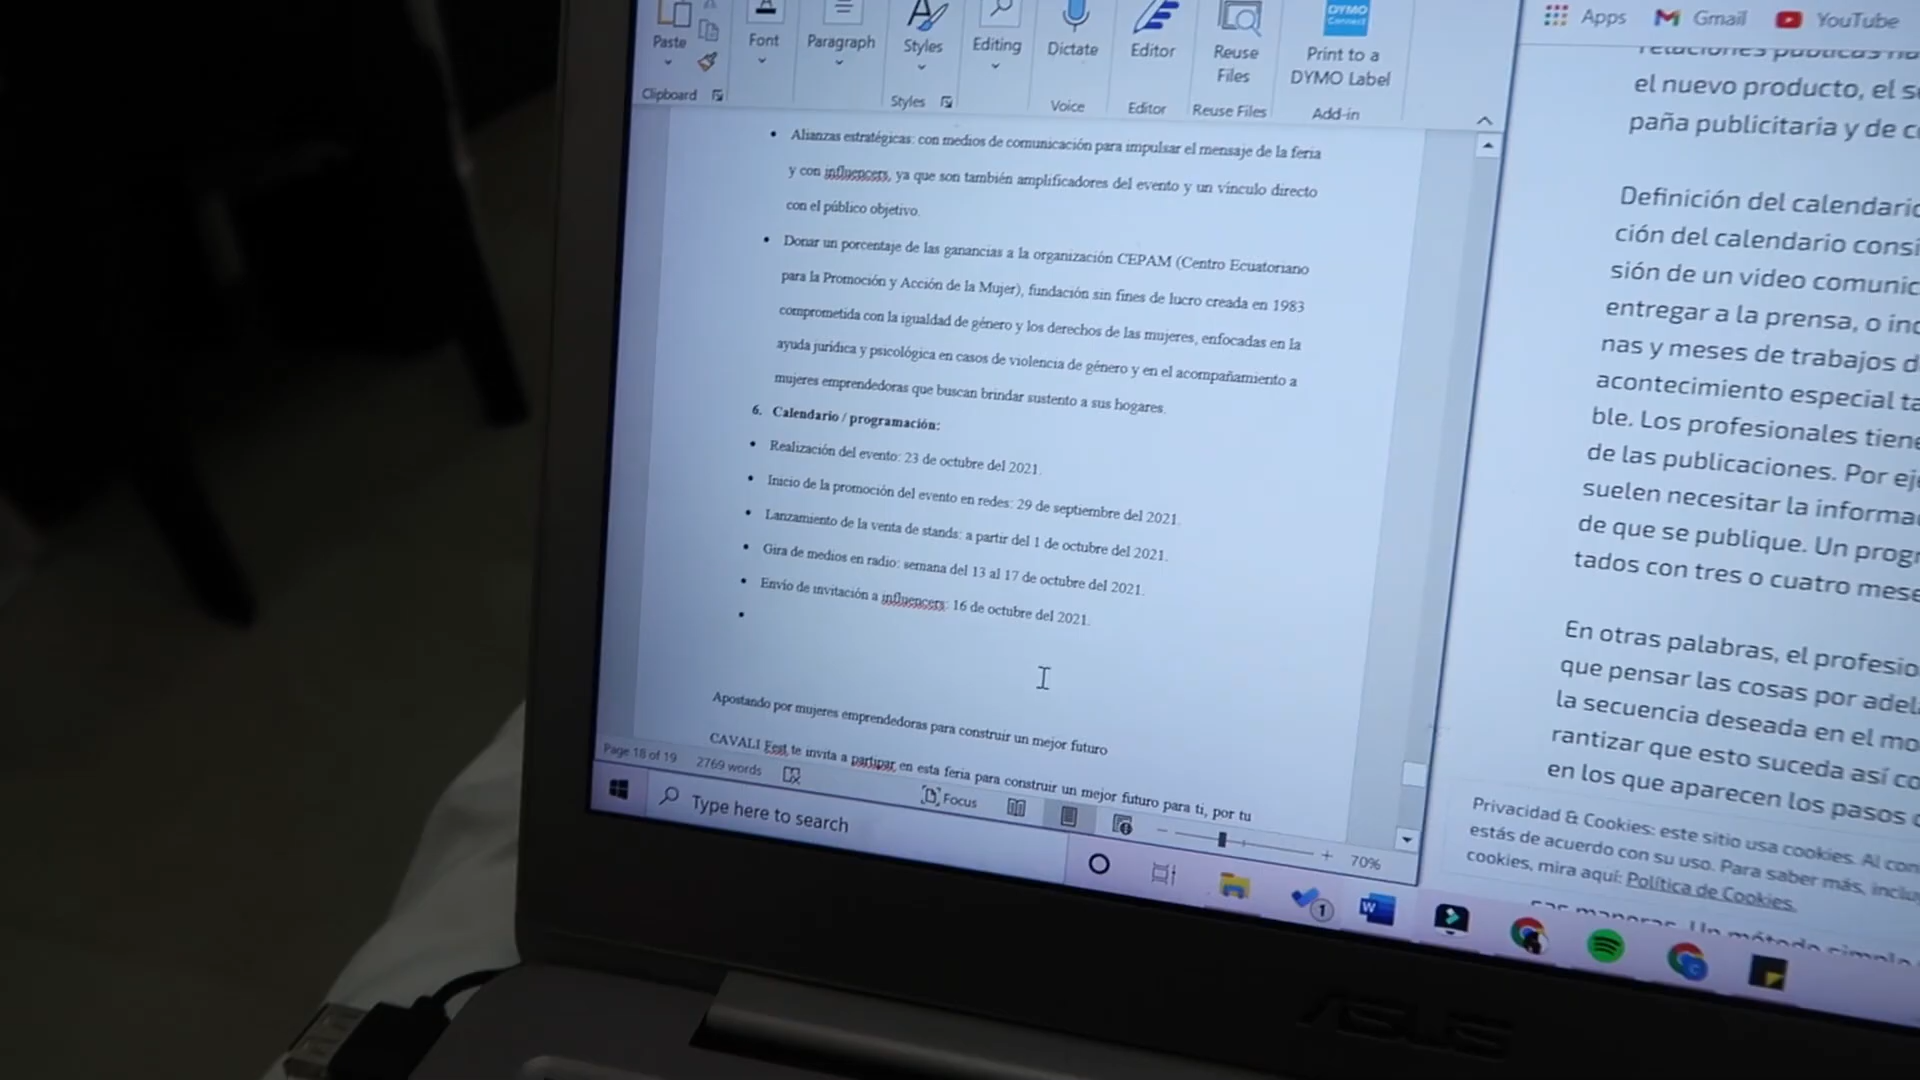 Paste
Font
Paragraph
Styles
Editing
Dictate
Editor
Reuse
Files
Print to a
DYMO Label
DYMO
Connect
Clipboard
Styles
Voice
Editor
Reuse Files
Add-in
Alianzas estratégicas: con medios de comunicación para impulsar el mensaje de la feria
y con influencers, ya que son también amplificadores del evento y un vínculo directo
con el público objetivo.
Donar un porcentaje de las ganancias a la organización CEPAM (Centro Ecuatoriano
para la Promoción y Acción de la Mujer), fundación sin fines de lucro creada en 1983
comprometida con la igualdad de género y los derechos de las mujeres, enfocadas en la
ayuda jurídica y psicológica en casos de violencia de género y en el acompañamiento a
mujeres emprendedoras que buscan brindar sustento a sus hogares.
6. Calendario / programación:
Realización del evento: 23 de octubre del 2021.
Inicio de la promoción del evento en redes: 29 de septiembre del 2021.
Lanzamiento de la venta de stands: a partir del 1 de octubre del 2021.
Gira de medios en radio: semana del 13 al 17 de octubre del 2021.
Envío de invitación a influencers: 16 de octubre del 2021.
Apostando por mujeres emprendedoras para construir un mejor futuro
CAVALI Fest te invita a partipar en esta feria para construir un mejor futuro para ti, por tu
Page 18 of 19 2769 words
Focus
70%
Type here to search
1
Apps Gmail YouTube
relaciones públicas
el nuevo producto, el s
paña publicitaria y de c
Definición del calendario
ción del calendario consi
sión de un video comunic
entregar a la prensa, o inc
nas y meses de trabajos d
acontecimiento especial ta
ble. Los profesionales tiene
de las publicaciones. Por ej
suelen necesitar la informa
de que se publique. Un progr
tados con tres o cuatro mese
En otras palabras, el profesio
que pensar las cosas por adel
la secuencia deseada en el mo
rantizar que esto suceda así co
en los que aparecen los pasos
Privacidad & Cookies: este sitio usa cookies. Al con
estás de acuerdo con su uso. Para saber más, inclu
cookies, mira aquí: Política de Cookies.
ASUS